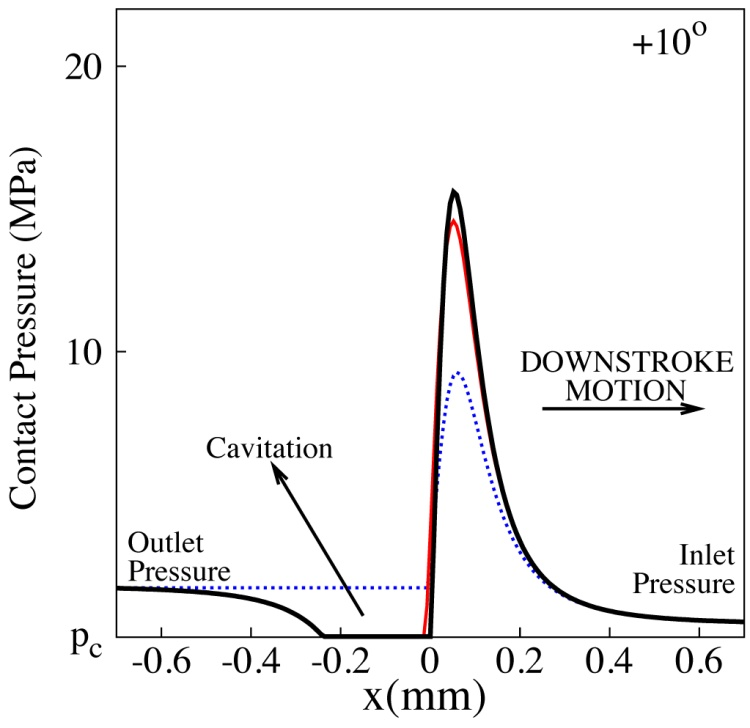 +10°
20
10
Contact Pressure (MPa)
DOWNSTROKE
MOTION
Cavitation
Outlet
Pressure
Inlet
Pressure
pc
-0.6 -0.4 -0.2 0 0.2 0.4 0.6
x(mm)